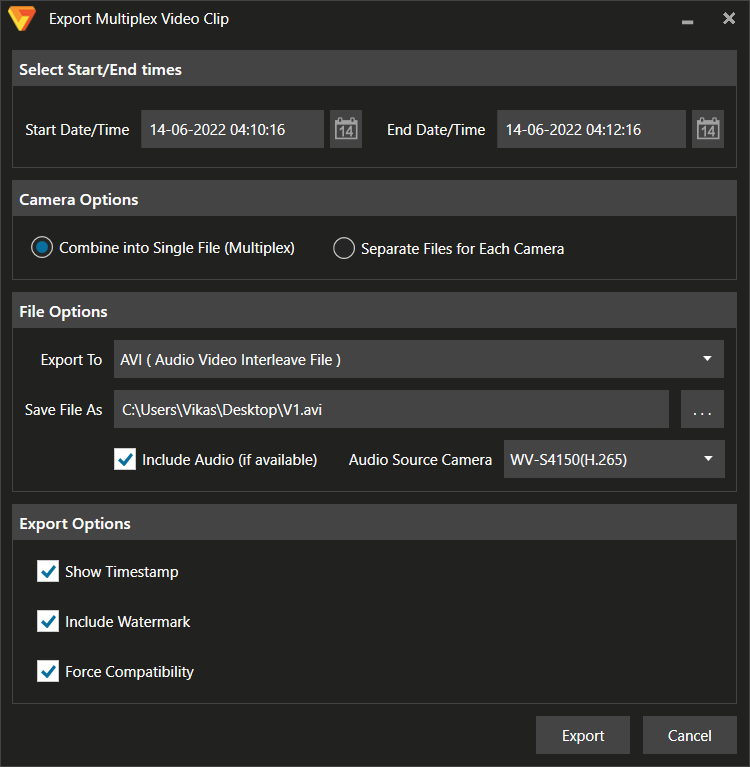 Export Multiplex Video Clip
Select Start/End times
Start Date/Time 14-06-2022 04:10:16 14 End Date/Time 14-06-2022 04:12:16 14
Camera Options
Combine into Single File (Multiplex) Separate Files for Each Camera
File Options
Export To AVI ( Audio Video Interleave File )
Save File As C:\Users\Vikas\Desktop\V1.avi ...
Include Audio (if available) Audio Source Camera WV-S4150(H.265)
Export Options
Show Timestamp
Include Watermark
Force Compatibility
Export Cancel